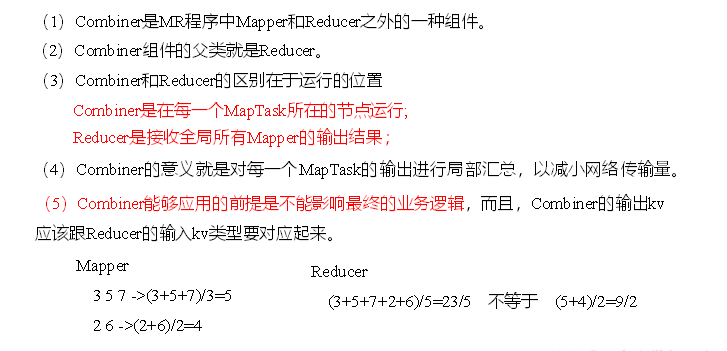 （1）Combiner是MR程序中Mapper和Reducer之外的一种组件。
（2）Combiner组件的父类就是Reducer。
（3）Combiner和Reducer的区别在于运行的位置
Combiner是在每一个MapTask所在的节点运行;
Reducer是接收全局所有Mapper的输出结果；
（4）Combiner的意义就是对每一个MapTask的输出进行局部汇总，以减小网络传输量。
（5）Combiner能够应用的前提是不能影响最终的业务逻辑，而且，Combiner的输出kv
应该跟Reducer的输入kv类型要对应起来。
Mapper
3 5 7 ->(3+5+7)/3=5
2 6 ->(2+6)/2=4
Reducer
(3+5+7+2+6)/5=23/5 不等于 (5+4)/2=9/2